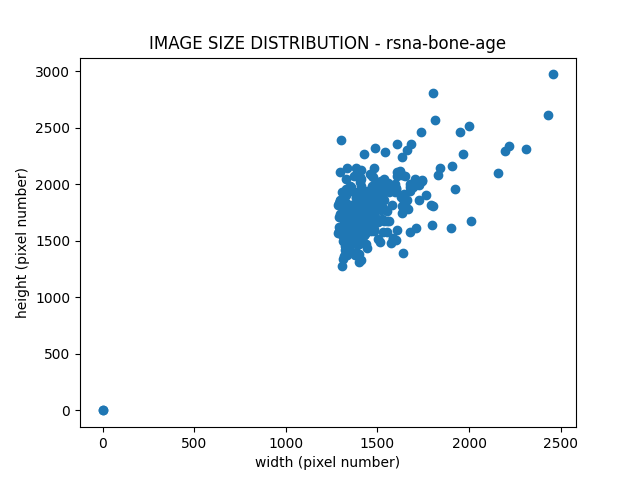 IMAGE SIZE DISTRIBUTION - rsna-bone-age
3000
2500
2000
1500
1000
500
0
height (pixel number)
0 500 1000 1500 2000 2500
width (pixel number)